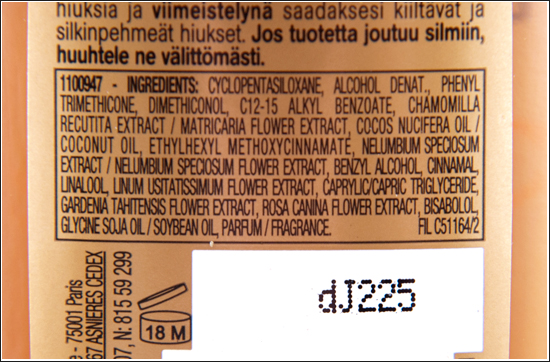 hiuksia ja viimeistelynä saadaksesi kiiltävät ja
silkinpehmeät hiukset. Jos tuotetta joutuu silmiin,
huuhtele ne välittömästi.
1100947 - INGREDIENTS: CYCLOPENTASILOXANE, ALCOHOL DENAT., PHENYL
TRIMETHICONE, DIMETHICONOL, C12-15 ALKYL BENZOATE, CHAMOMILLA
RECUTITA EXTRACT / MATRICARIA FLOWER EXTRACT, COCOS NUCIFERA OIL /
COCONUT OIL, ETHYLHEXYL METHOXYCINNAMATE, NELUMBIUM SPECIOSUM
EXTRACT / NELUMBIUM SPECIOSUM FLOWER EXTRACT, BENZYL ALCOHOL, CINNAMAL,
LINALOOL, LINUM USITATISSIMUM FLOWER EXTRACT, CAPRYLIC/CAPRIC TRIGLYCERIDE,
GARDENIA TAHITENSIS FLOWER EXTRACT, ROSA CANINA FLOWER EXTRACT, BISABOLOL,
GLYCINE SOJA OIL / SOYBEAN OIL, PARFUM / FRAGRANCE. FIL C51164/2
- 75001 Paris
67 ASNIERES CEDEX
07, N: 815 59 299
18 M
dJ225